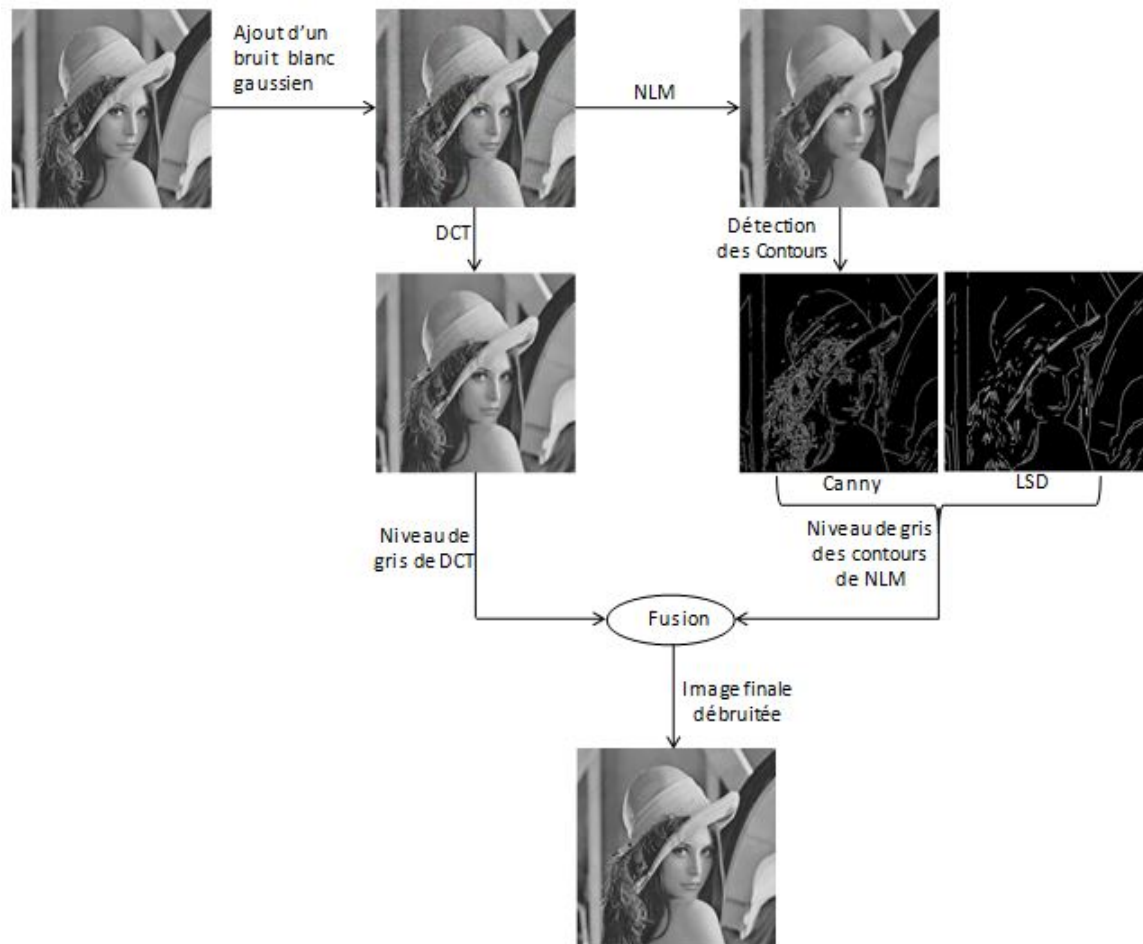 Ajout d'un
bruit blanc
gaussien
NLM
DCT
Détection
des Contours
Canny
LSD
Niveau de
gris de DCT
Niveau de gris
des contours
de NLM
Fusion
Image finale
débruitée